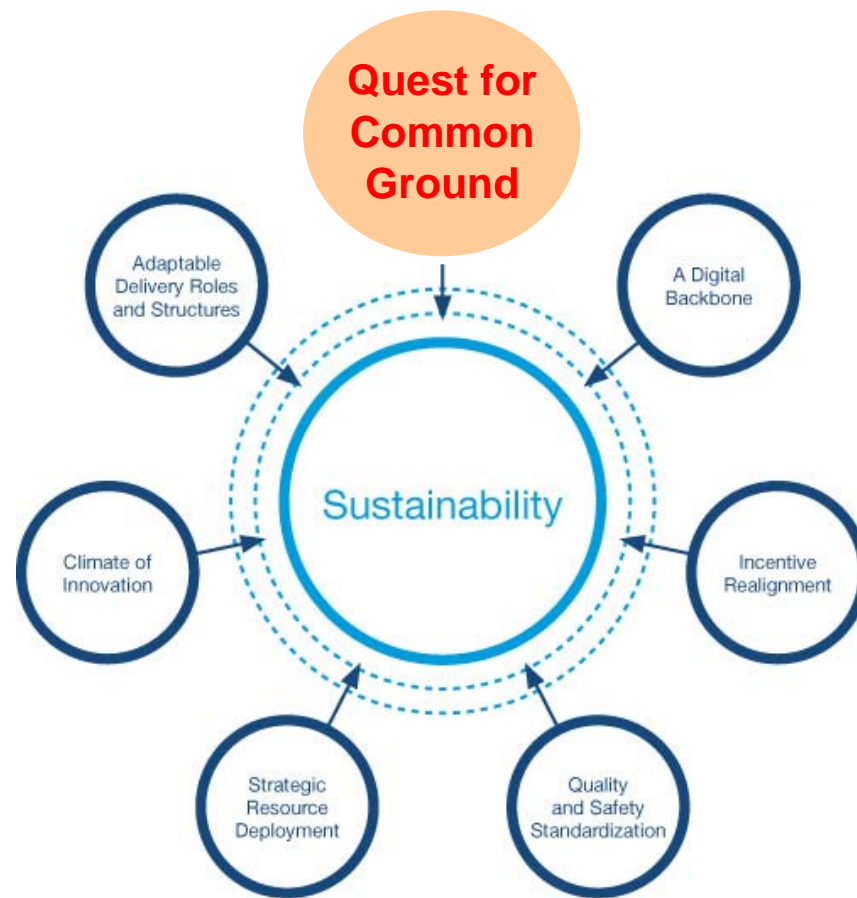 Quest for
Common
Ground
Adaptable
Delivery Roles
and Structures
A Digital
Backbone
Sustainability
Climate of
Innovation
Incentive
Realignment
Strategic
Resource
Deployment
Quality
and Safety
Standardization